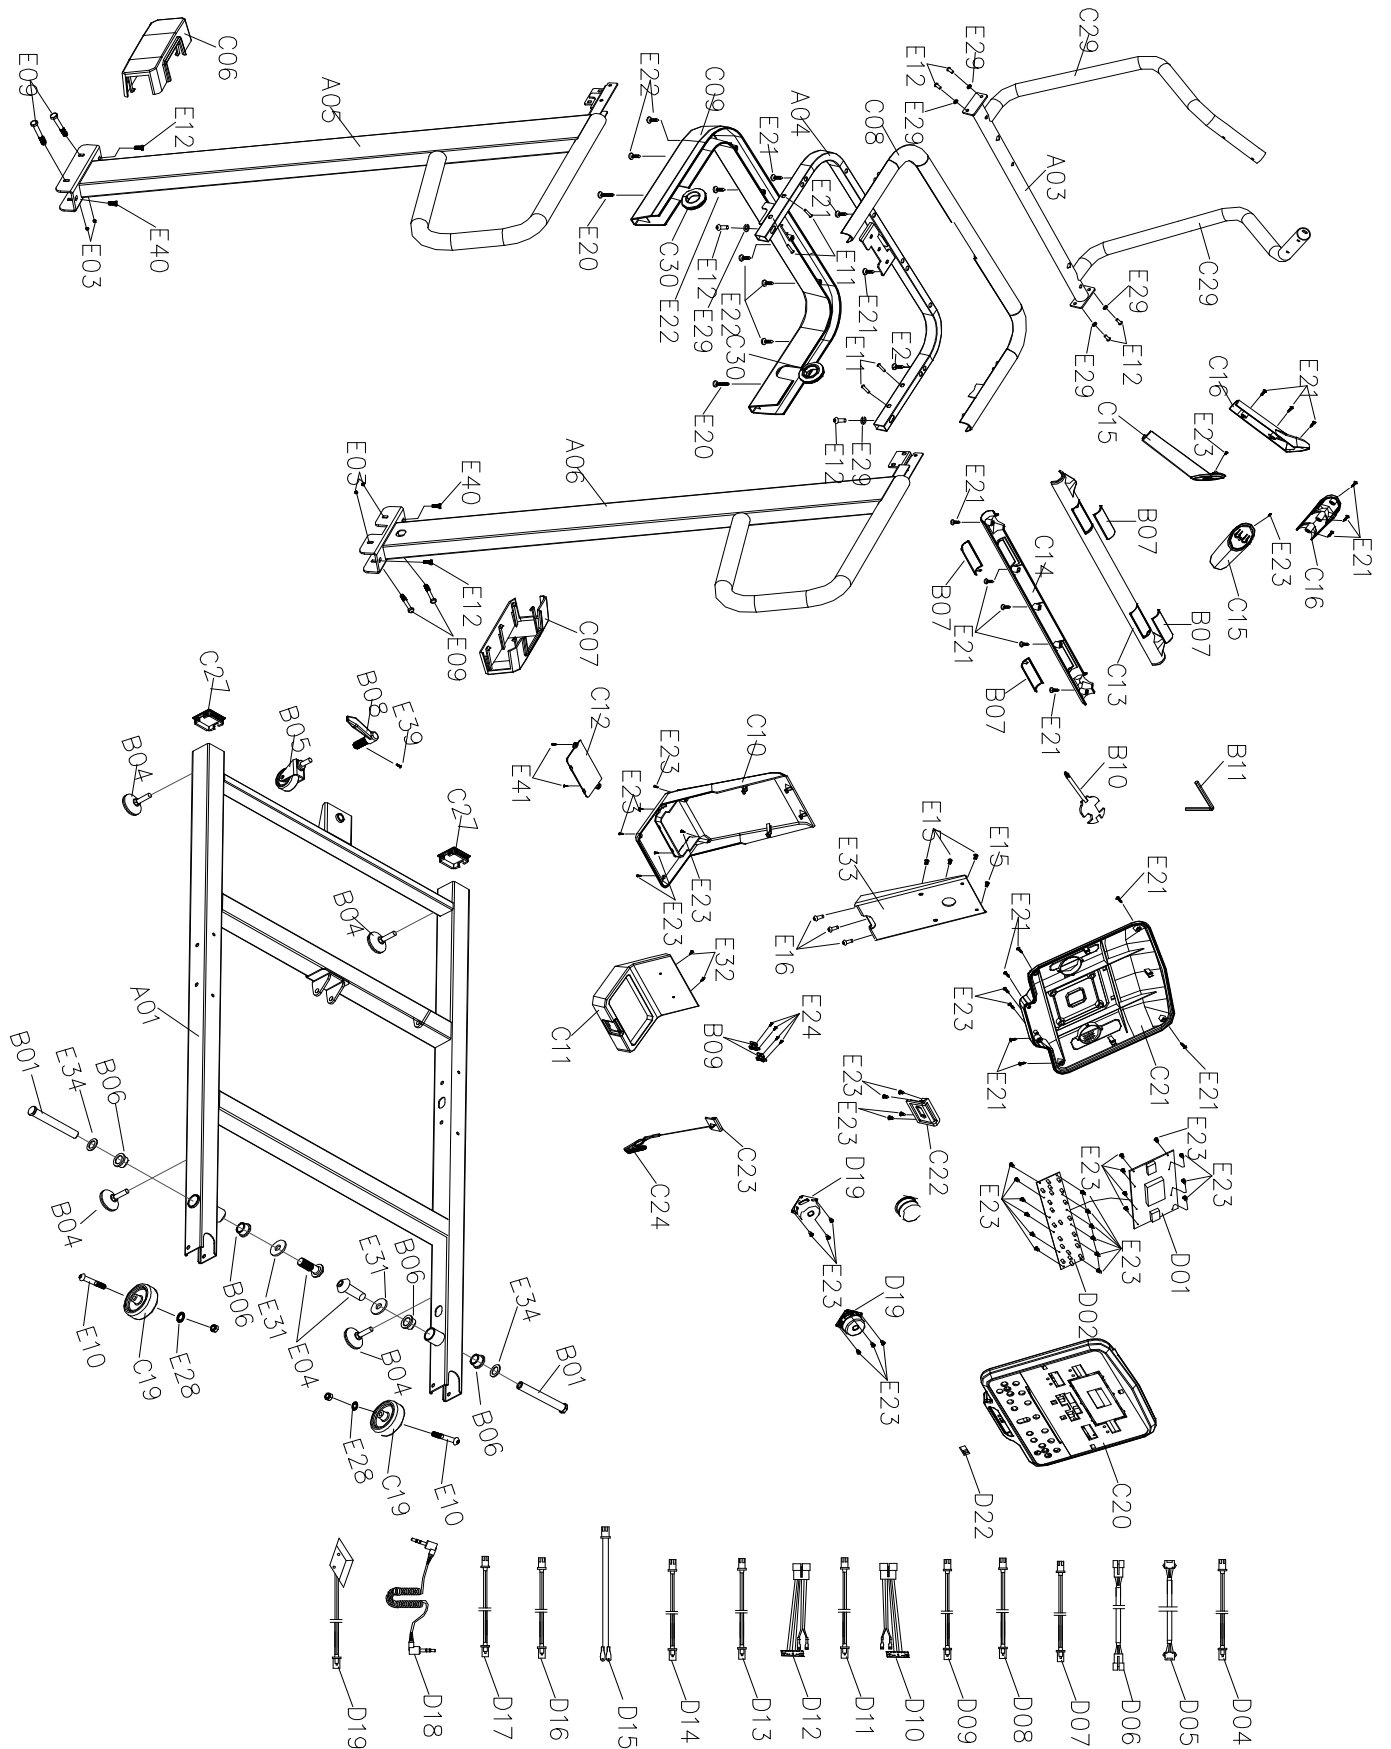 C06
E09
A05
E12
E40
E03
E22
C09
E20
E21
A04
C08
E29
E12
E29
C29
A03
C29
E21
E11
C30
E12
E29
E22
E22
C30
E21
E21
E11
E20
E12
E29
E29
E12
E29
C16
E21
C15
E23
A06
E40
E12
E09
C07
E21
B07
C14
B07
E21
B07
C13
B07
E21
E21
C16
E23
C15
C27
B04
B05
B08
E39
C12
E41
C27
B04
E23
C10
E23
E23
E23
B10
B11
E15
E33
E16
E32
C11
E24
B09
E21
E21
E23
E21
C21
E21
A01
B01
E34
B06
B04
E10
C19
E28
B06
E31
E04
E31
B06
B04
E34
B01
B06
E28
C19
E10
C23
C24
E23
E23
C22
D19
E23
D19
E23
E23
E23
E23
E23
E23
D01
D02
C20
D22
D19
D18
D17
D16
D15
D14
D13
D12
D11
D10
D09
D08
D07
D06
D05
D04